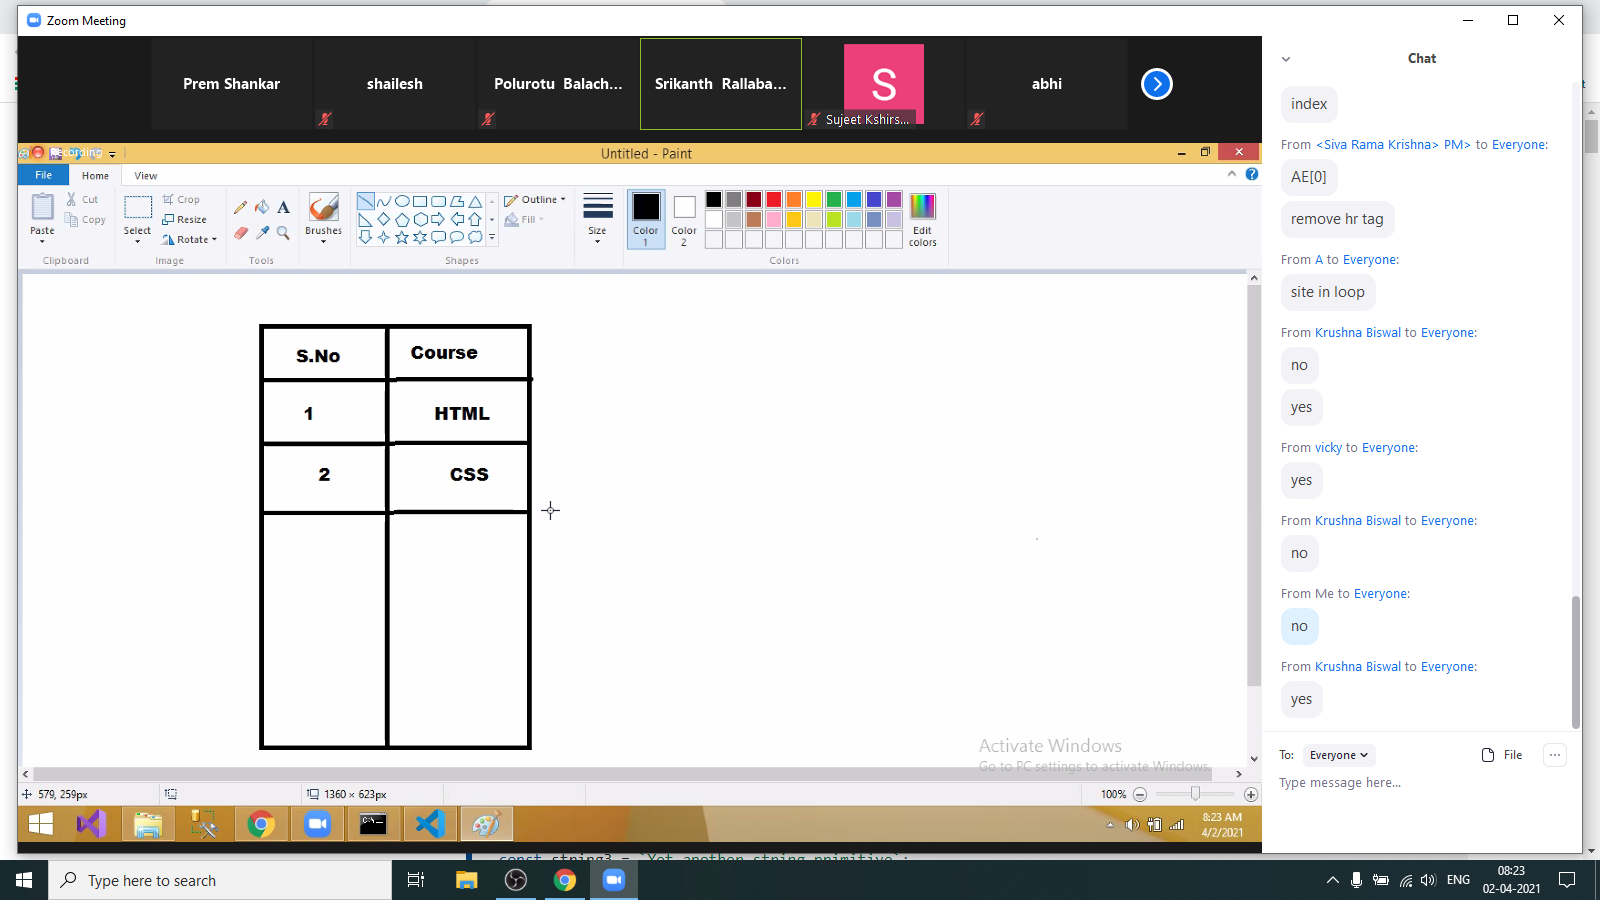 Zoom Meeting
Prem Shankar
shailesh
Polurotu Balach...
Srikanth Rallaba...
S
Sujeet Kshirs...
abhi
Recording
Untitled - Paint
File
Home
View
Paste
Cut
Copy
Clipboard
Select
Crop
Resize
Rotate
Image
A
Tools
Brushes
Shapes
Outline
Fill
Size
Color 1
Color 2
Edit colors
Colors
S.No Course
1 HTML
2 CSS
Activate Windows
Go to PC settings to activate Windows.
579, 259px
1360 × 623px
100%
8:23 AM
4/2/2021
Chat
index
From <Siva Rama Krishna> PM> to Everyone:
AE[0]
remove hr tag
From A to Everyone:
site in loop
From Krushna Biswal to Everyone:
no
yes
From vicky to Everyone:
yes
From Krushna Biswal to Everyone:
no
From Me to Everyone:
no
From Krushna Biswal to Everyone:
yes
To: Everyone
File
Type message here...
const string3 = `Yet another string primitive`;
Type here to search
ENG
08:23
02-04-2021